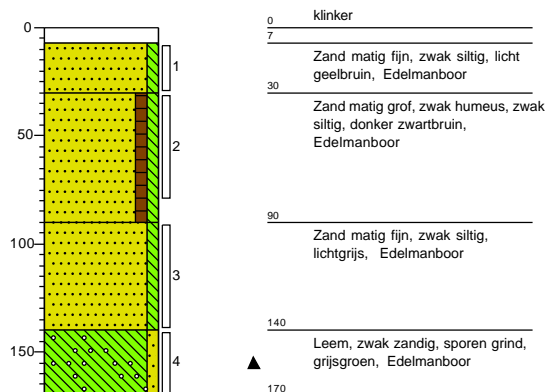 0
klinker
0
7
Zand matig fijn, zwak siltig, licht
geelbruin, Edelmanboor
1
30
Zand matig grof, zwak humeus, zwak
siltig, donker zwartbruin,
Edelmanboor
50
2
90
Zand matig fijn, zwak siltig,
lichtgrijs, Edelmanboor
100
3
140
Leem, zwak zandig, sporen grind,
grijsgroen, Edelmanboor
150
4
170